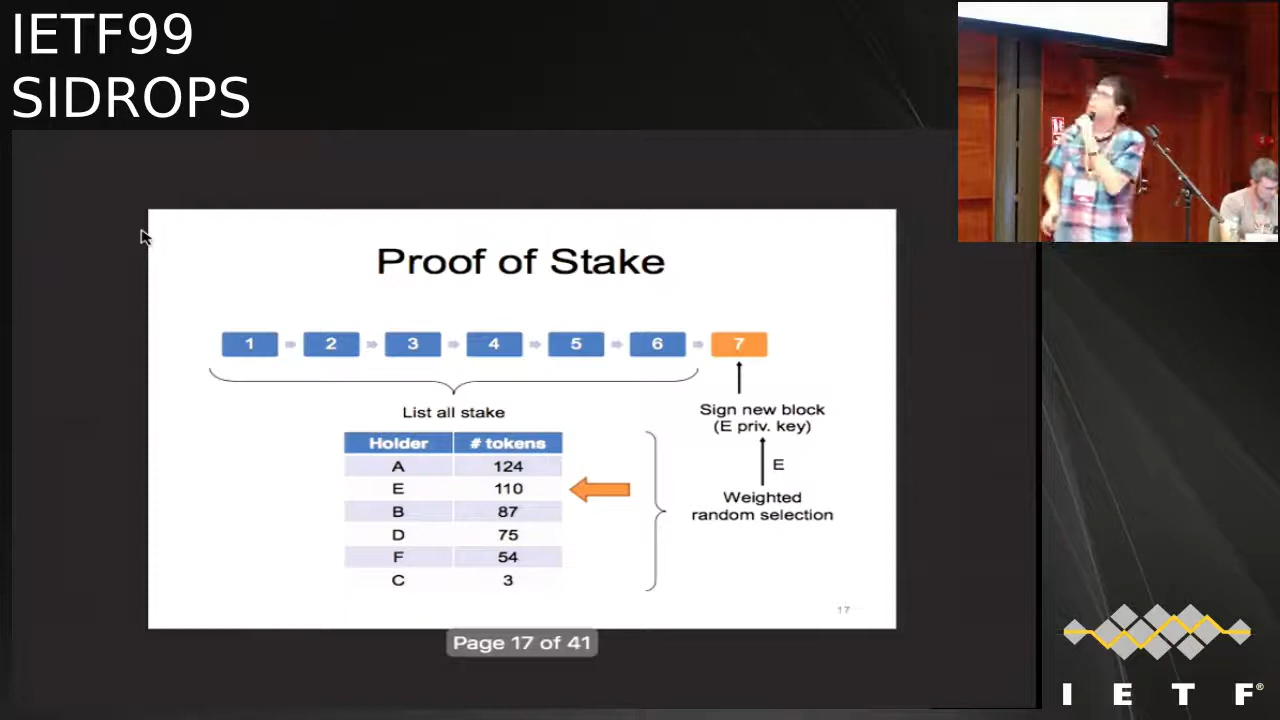 IETF99
SIDROPS
Proof of Stake
1 2 3 4 5 6 7
List all stake
Sign new block
(E priv. key)
Holder # tokens
A 124
E 110
B 87
D 75
F 54
C 3
E
Weighted
random selection
17
Page 17 of 41
I E T F®